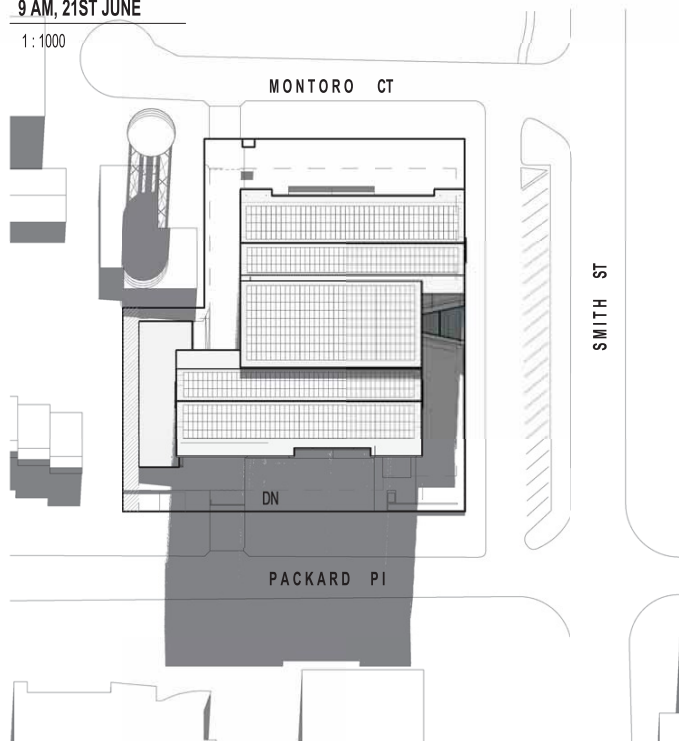 9 AM, 21ST JUNE
1 : 1000
MONTORO CT
SMITH ST
DN
PACKARD Pl